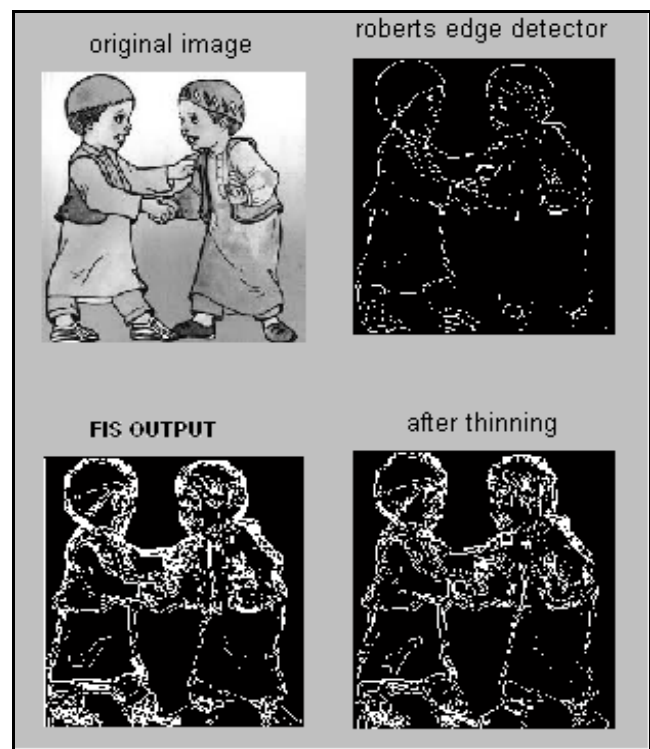 original image
roberts edge detector
FIS OUTPUT
after thinning